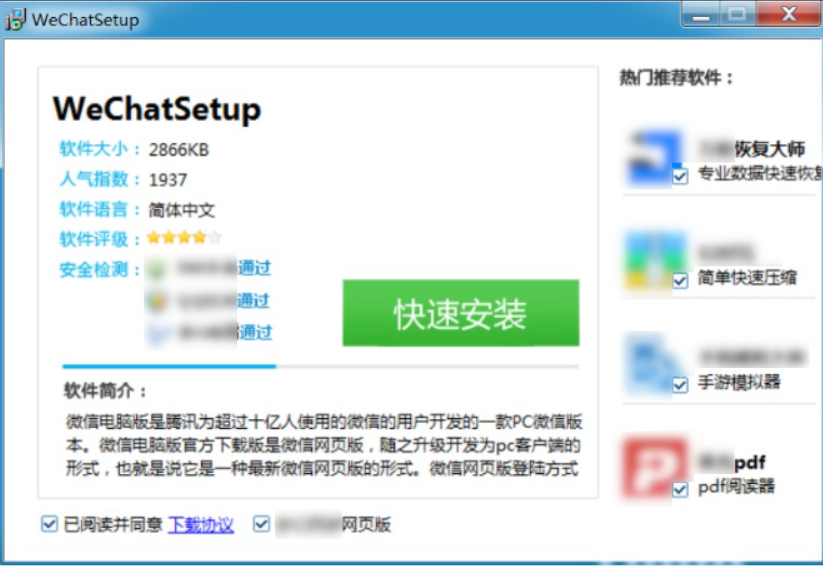 WeChatSetup
WeChatSetup
软件大小：2866KB
人气指数：1937
软件语言：简体中文
软件评级：
安全检测：通过
通过
通过
快速安装
软件简介：
微信电脑版是腾讯为超过十亿人使用的微信的用户开发的一款PC微信版
本。微信电脑版官方下载版是微信网页版，随之升级开发为pc客户端的
形式，也就是说它是一种最新微信网页版的形式。微信网页版登陆方式
已阅读并同意 下载协议 网页版
热门推荐软件：
恢复大师
专业数据快速恢复
简单快速压缩
手游模拟器
pdf
pdf阅读器